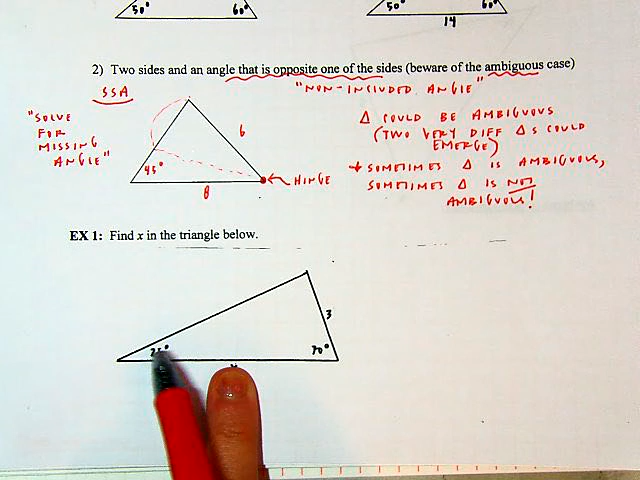 50° 60° 50° 60°
14
2) Two sides and an angle that is opposite one of the sides (beware of the ambiguous case)
SSA
"NON-INCLUDED ANGLE"
"SOLVE
FOR
MISSING
ANGLE"
6
45°
8
HINGE
Δ COULD BE AMBIGUOUS
(TWO VERY DIFF ΔS COULD
EMERGE)
SOMETIMES Δ IS AMBIGUOUS,
SOMETIMES Δ IS NOT
AMBIGUOUS!
EX 1: Find x in the triangle below.
3
70°